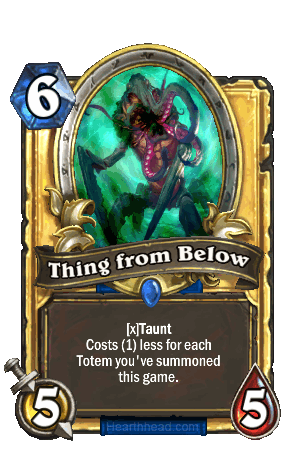 6
Thing from Below
[x]Taunt
Costs (1) less for each
Totem you've summoned
this game.
5
5
Hearthhead.com